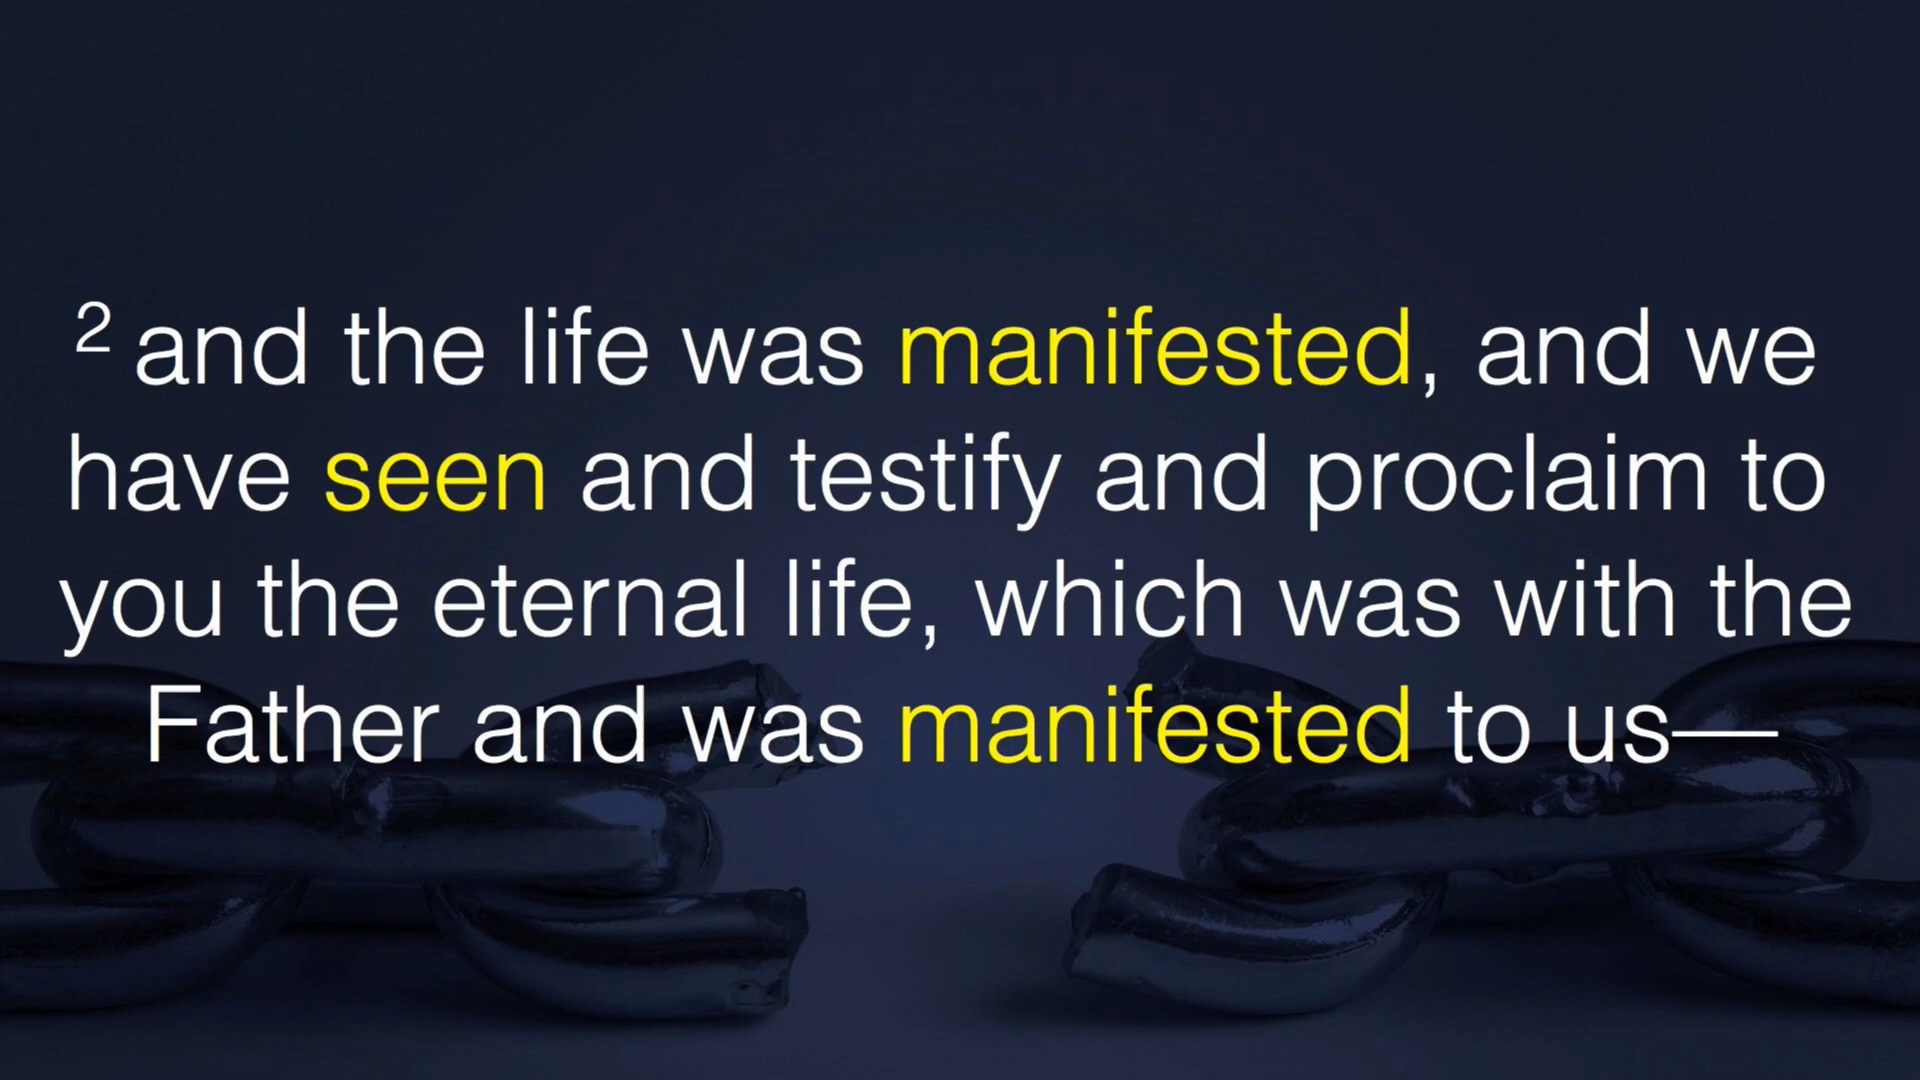 2 and the life was manifested, and we
have seen and testify and proclaim to
you the eternal life, which was with the
Father and was manifested to us—